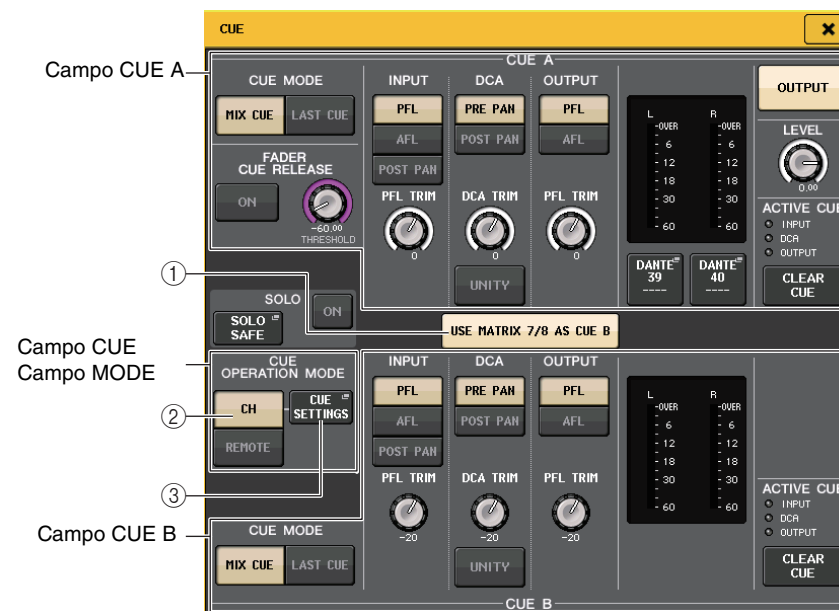 CUE
CUE A
Campo CUE A
CUE MODE
MIX CUE
LAST CUE
FADER
CUE RELEASE
ON
-60.00
THRESHOLD
INPUT
PFL
AFL
POST PAN
PFL TRIM
0
DCA
PRE PAN
POST PAN
DCA TRIM
0
UNITY
OUTPUT
PFL
AFL
PFL TRIM
0
L
R
-OVER
-OVER
- 6
- 6
- 12
- 12
- 18
- 18
- 30
- 30
- 60
- 60
DANTE
39
----
DANTE
40
----
OUTPUT
LEVEL
0.00
ACTIVE CUE
INPUT
DCA
OUTPUT
CLEAR
CUE
1
SOLO
SOLO
SAFE
ON
USE MATRIX 7/8 AS CUE B
Campo CUE
Campo MODE
CUE
OPERATION MODE
2
CH
REMOTE
CUE
SETTINGS
3
Campo CUE B
CUE MODE
MIX CUE
LAST CUE
INPUT
PFL
AFL
POST PAN
PFL TRIM
-20
DCA
PRE PAN
POST PAN
DCA TRIM
-20
UNITY
OUTPUT
PFL
AFL
PFL TRIM
-20
L
R
-OVER
-OVER
- 6
- 6
- 12
- 12
- 18
- 18
- 30
- 30
- 60
- 60
ACTIVE CUE
INPUT
DCA
OUTPUT
CLEAR
CUE
CUE B